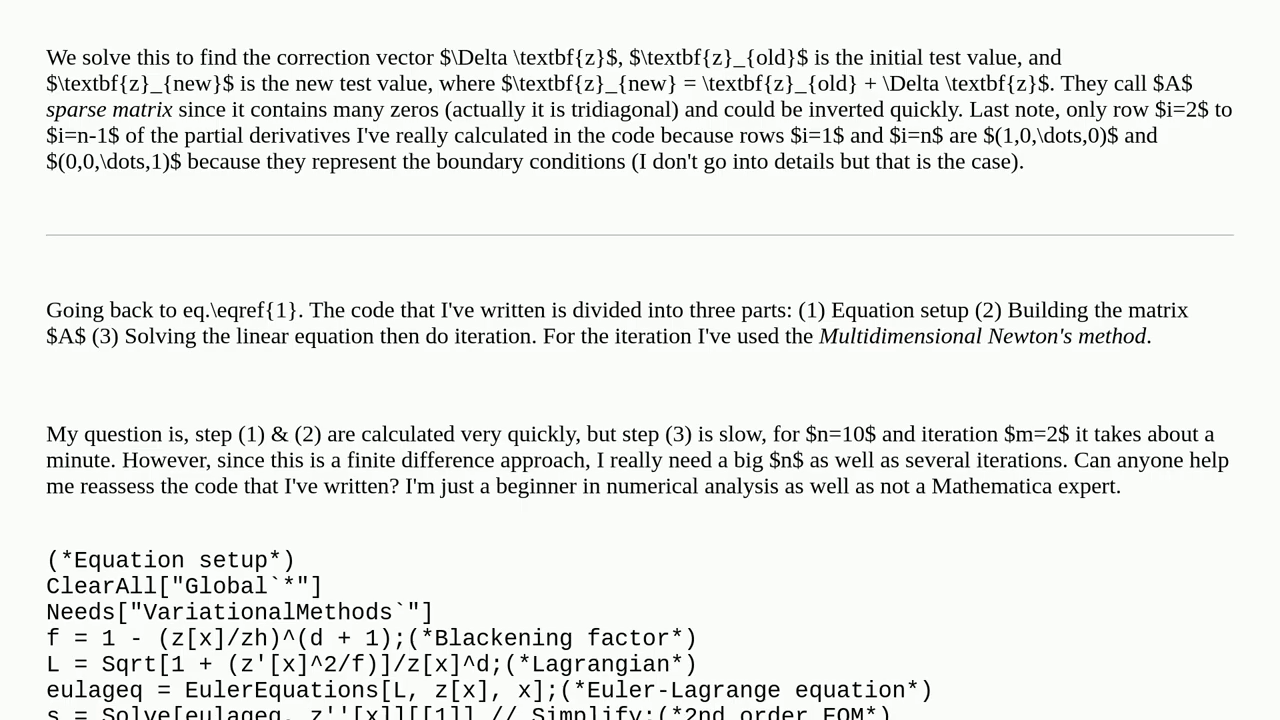 We solve this to find the correction vector $\Delta \textbf{z}$, $\textbf{z}_{old}$ is the initial test value, and
$\textbf{z}_{new}$ is the new test value, where $\textbf{z}_{new} = \textbf{z}_{old} + \Delta \textbf{z}$. They call $A$
sparse matrix since it contains many zeros (actually it is tridiagonal) and could be inverted quickly. Last note, only row $i=2$ to
$i=n-1$ of the partial derivatives I've really calculated in the code because rows $i=1$ and $i=n$ are $(1,0,\dots,0)$ and
$(0,0,\dots,1)$ because they represent the boundary conditions (I don't go into details but that is the case).
Going back to eq.\eqref{1}. The code that I've written is divided into three parts: (1) Equation setup (2) Building the matrix
$A$ (3) Solving the linear equation then do iteration. For the iteration I've used the Multidimensional Newton's method.
My question is, step (1) & (2) are calculated very quickly, but step (3) is slow, for $n=10$ and iteration $m=2$ it takes about a
minute. However, since this is a finite difference approach, I really need a big $n$ as well as several iterations. Can anyone help
me reassess the code that I've written? I'm just a beginner in numerical analysis as well as not a Mathematica expert.
(*Equation setup*)
ClearAll["Global`*"]
Needs["VariationalMethods`"]
f = 1 - (z[x]/zh)^(d + 1);(*Blackening factor*)
L = Sqrt[1 + (z'[x]^2/f)]/z[x]^d;(*Lagrangian*)
eulageq = EulerEquations[L, z[x], x];(*Euler-Lagrange equation*)
s = Solve[eulageq, z''[x]][[1]] // Simplify;(*2nd order EOM*)